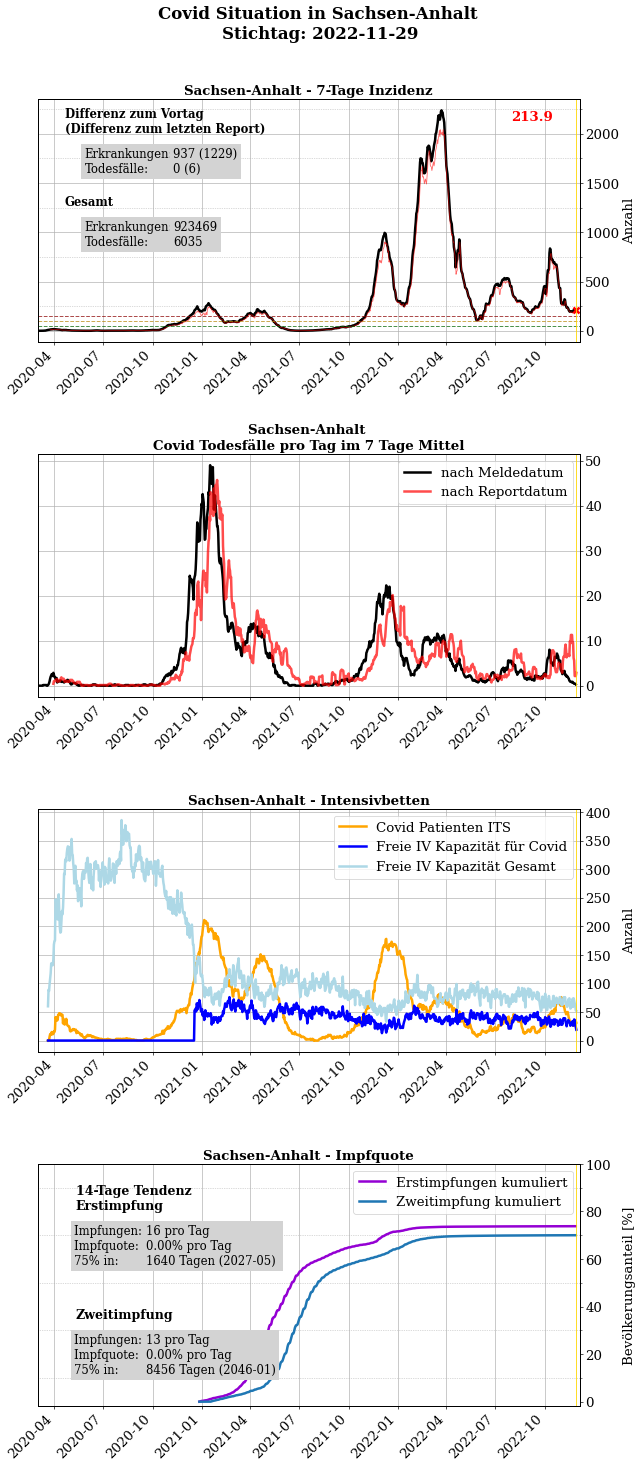 Covid Situation in Sachsen-Anhalt
Stichtag: 2022-11-29
Sachsen-Anhalt - 7-Tage Inzidenz
Differenz zum Vortag
(Differenz zum letzten Report)
Erkrankungen 937 (1229)
Todesfälle: 0 (6)
Gesamt
Erkrankungen 923469
Todesfälle: 6035
213.9
2000
1500
1000
500
0
Anzahl
2020-04
2020-07
2020-10
2021-01
2021-04
2021-07
2021-10
2022-01
2022-04
2022-07
2022-10
Sachsen-Anhalt
Covid Todesfälle pro Tag im 7 Tage Mittel
nach Meldedatum
nach Reportdatum
50
40
30
20
10
0
2020-04
2020-07
2020-10
2021-01
2021-04
2021-07
2021-10
2022-01
2022-04
2022-07
2022-10
Sachsen-Anhalt - Intensivbetten
Covid Patienten ITS
Freie IV Kapazität für Covid
Freie IV Kapazität Gesamt
400
350
300
250
200
150
100
50
0
Anzahl
2020-04
2020-07
2020-10
2021-01
2021-04
2021-07
2021-10
2022-01
2022-04
2022-07
2022-10
Sachsen-Anhalt - Impfquote
14-Tage Tendenz
Erstimpfung
Impfungen: 16 pro Tag
Impfquote: 0.00% pro Tag
75% in: 1640 Tagen (2027-05)
Zweitimpfung
Impfungen: 13 pro Tag
Impfquote: 0.00% pro Tag
75% in: 8456 Tagen (2046-01)
Erstimpfungen kumuliert
Zweitimpfung kumuliert
100
80
60
40
20
0
Bevölkerungsanteil [%]
2020-04
2020-07
2020-10
2021-01
2021-04
2021-07
2021-10
2022-01
2022-04
2022-07
2022-10